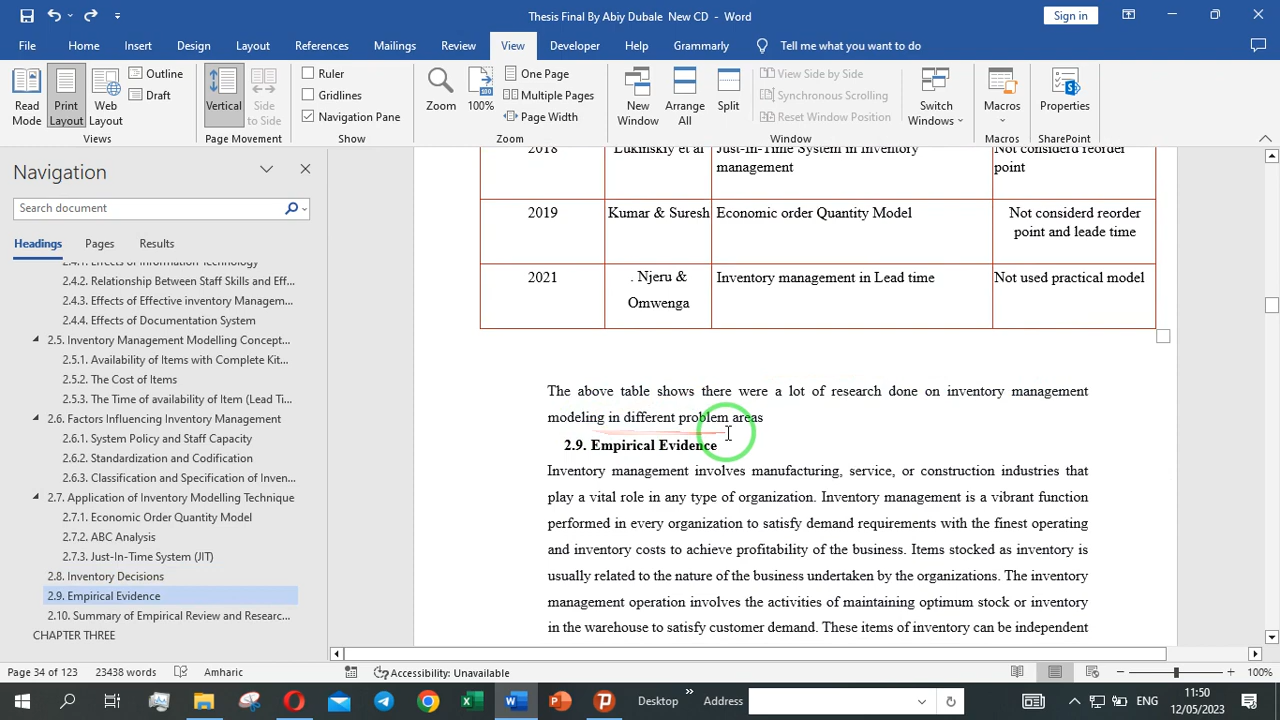 Thesis Final By Abiy Dubale New CD - Word
Sign in
File Home Insert Design Layout References Mailings Review View Developer Help Grammarly Tell me what you want to do
Read Mode
Print Layout
Web Layout
Outline
Draft
Views
Vertical
Side to Side
Page Movement
Ruler
Gridlines
Navigation Pane
Show
Zoom
100%
One Page
Multiple Pages
Page Width
Zoom
New Window
Arrange All
Split
View Side by Side
Synchronous Scrolling
Reset Window Position
Window
Switch Windows
Macros
Macros
Properties
SharePoint
Navigation
Search document
Headings Pages Results
2.4.1. Effects of Information Technology
2.4.2. Relationship Between Staff Skills and Eff...
2.4.3. Effects of Effective inventory Managem...
2.4.4. Effects of Documentation System
2.5. Inventory Management Modelling Concept...
2.5.1. Availability of Items with Complete Kit...
2.5.2. The Cost of Items
2.5.3. The Time of Availability of item (Lead Ti...
2.6. Factors Influencing Inventory Management
2.6.1. System Policy and Staff Capacity
2.6.2. Standardization and Codification
2.6.3. Classification and Specification of Inven...
2.7. Application of Inventory Modelling Technique
2.7.1. Economic Order Quantity Model
2.7.2. ABC Analysis
2.7.3. Just-In-Time System (JIT)
2.8. Inventory Decisions
2.9. Empirical Evidence
2.10. Summary of Empirical Review and Researc...
CHAPTER THREE
2018 Lukinskiy et al Just-In-Time System in Inventory management Not considerd reorder point
2019 Kumar & Suresh Economic order Quantity Model Not considerd reorder point and leade time
2021 . Njeru & Omwenga Inventory management in Lead time Not used practical model
The above table shows there were a lot of research done on inventory management
modeling in different problem areas
2.9. Empirical Evidence
Inventory management involves manufacturing, service, or construction industries that
play a vital role in any type of organization. Inventory management is a vibrant function
performed in every organization to satisfy demand requirements with the finest operating
and inventory costs to achieve profitability of the business. Items stocked as inventory is
usually related to the nature of the business undertaken by the organizations. The inventory
management operation involves the activities of maintaining optimum stock or inventory
in the warehouse to satisfy customer demand. These items of inventory can be independent
Page 34 of 123 23438 words Amharic Accessibility: Unavailable 100%
Desktop Address ENG 11:50
12/05/2023